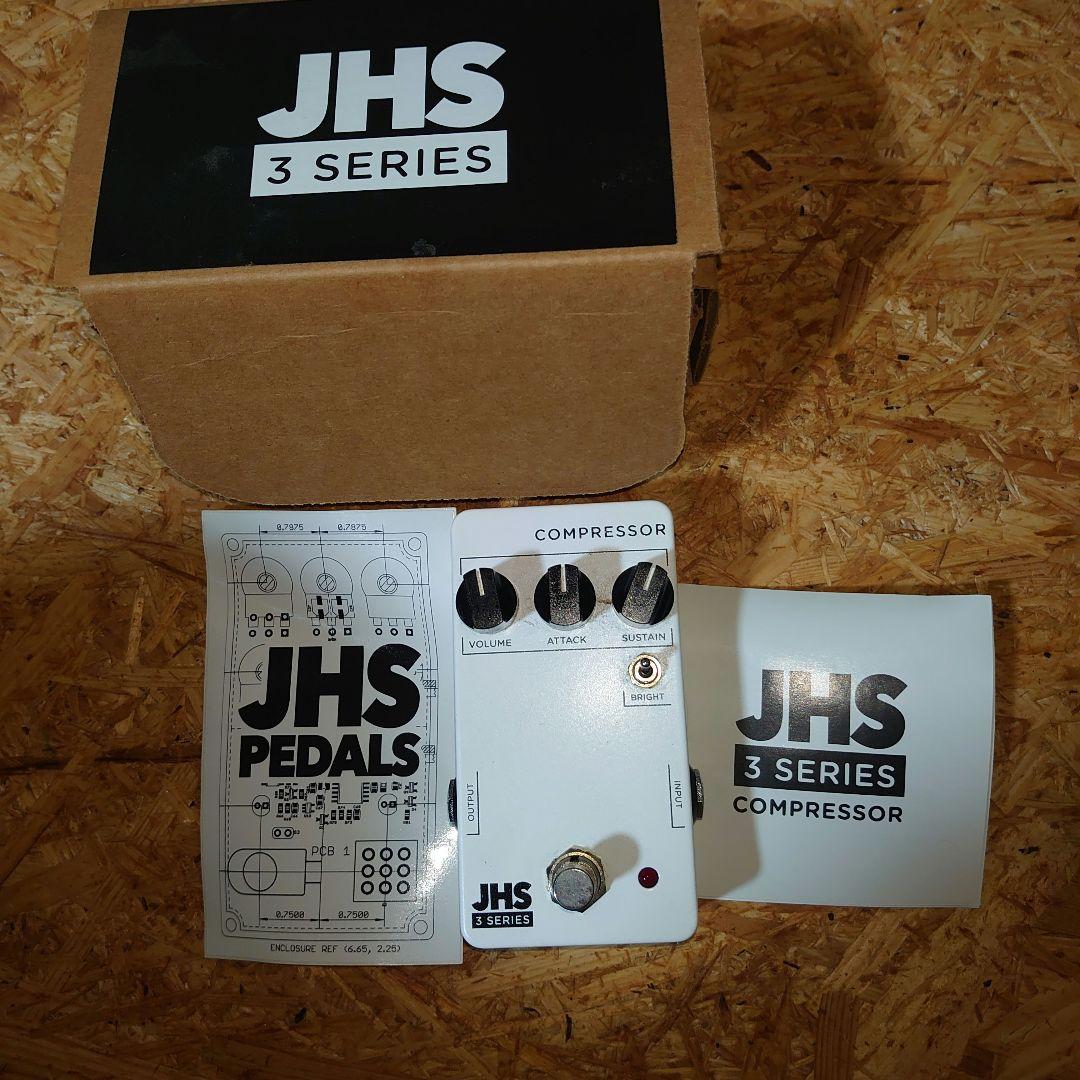 JHS
3 SERIES
0.7875 0.7875
JHS
PEDALS
PCB 1
0.7500 0.7500
ENCLOSURE REF (6.65, 2.25)
COMPRESSOR
VOLUME ATTACK SUSTAIN
BRIGHT
OUTPUT
INPUT
JHS
3 SERIES
JHS
3 SERIES
COMPRESSOR